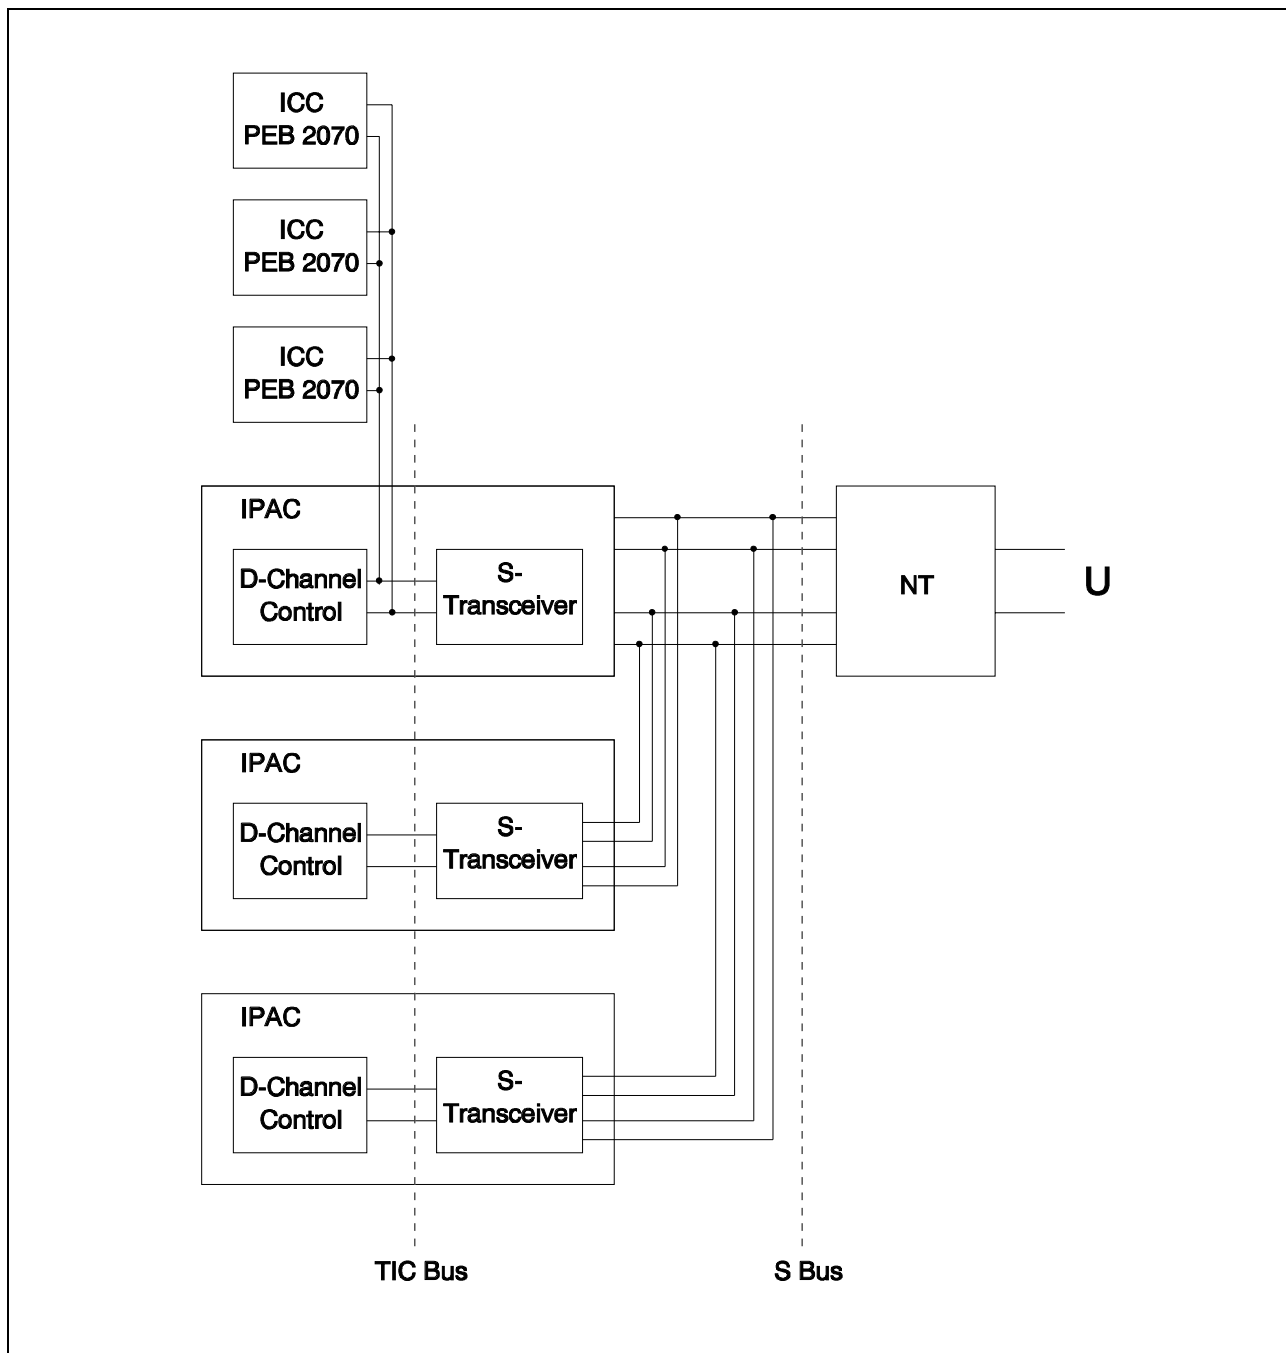 ICC
PEB 2070
ICC
PEB 2070
ICC
PEB 2070
IPAC
D-Channel
Control
S-
Transceiver
NT
U
IPAC
D-Channel
Control
S-
Transceiver
IPAC
D-Channel
Control
S-
Transceiver
TIC Bus
S Bus